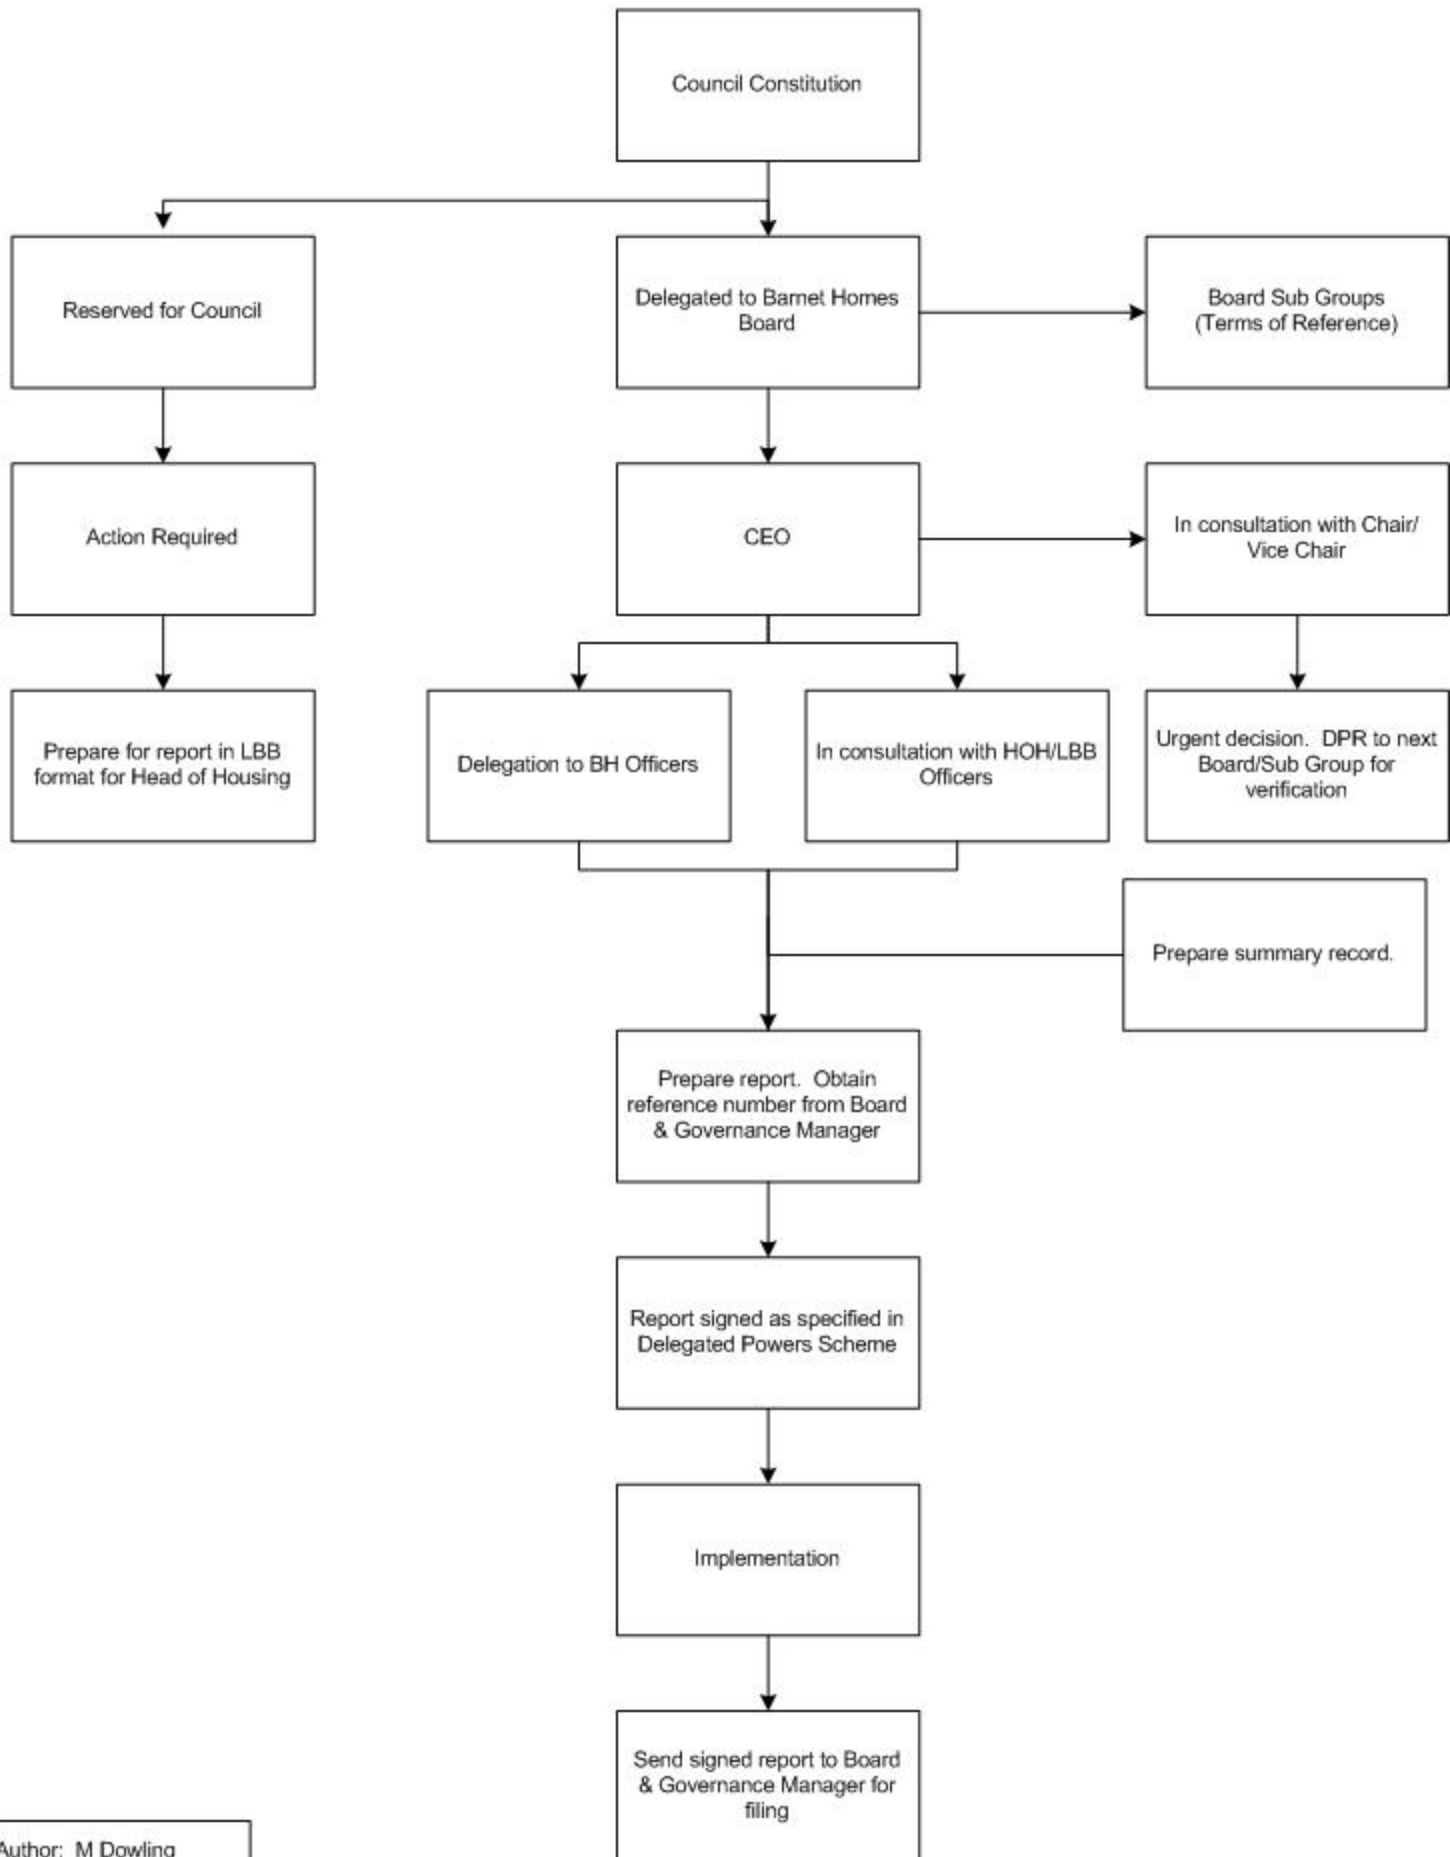 Council Constitution
Reserved for Council
Delegated to Barnet Homes
Board
Board Sub Groups
(Terms of Reference)
Action Required
CEO
In consultation with Chair/
Vice Chair
Prepare for report in LBB
format for Head of Housing
Delegation to BH Officers
In consultation with HOH/LBB
Officers
Urgent decision.  DPR to next
Board/Sub Group for
verification
Prepare summary record.
Prepare report.  Obtain
reference number from Board
& Governance Manager
Report signed as specified in
Delegated Powers Scheme
Implementation
Send signed report to Board
& Governance Manager for
filing
Author:  M Dowling